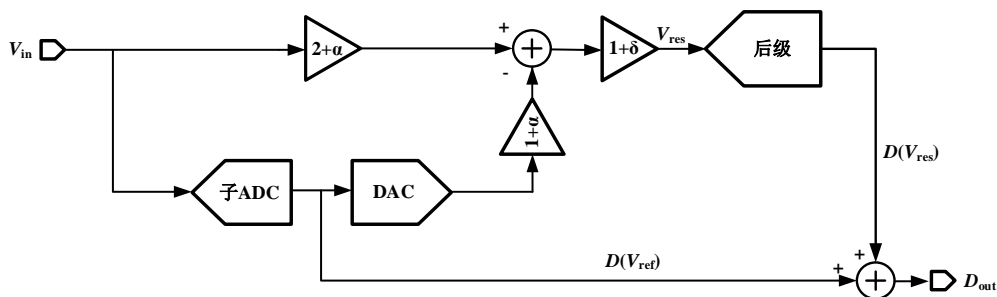 V_in
2+α
+
-
1+δ
V_res
后级
1+α
D(V_res)
子ADC
DAC
D(V_ref)
+
+
D_out